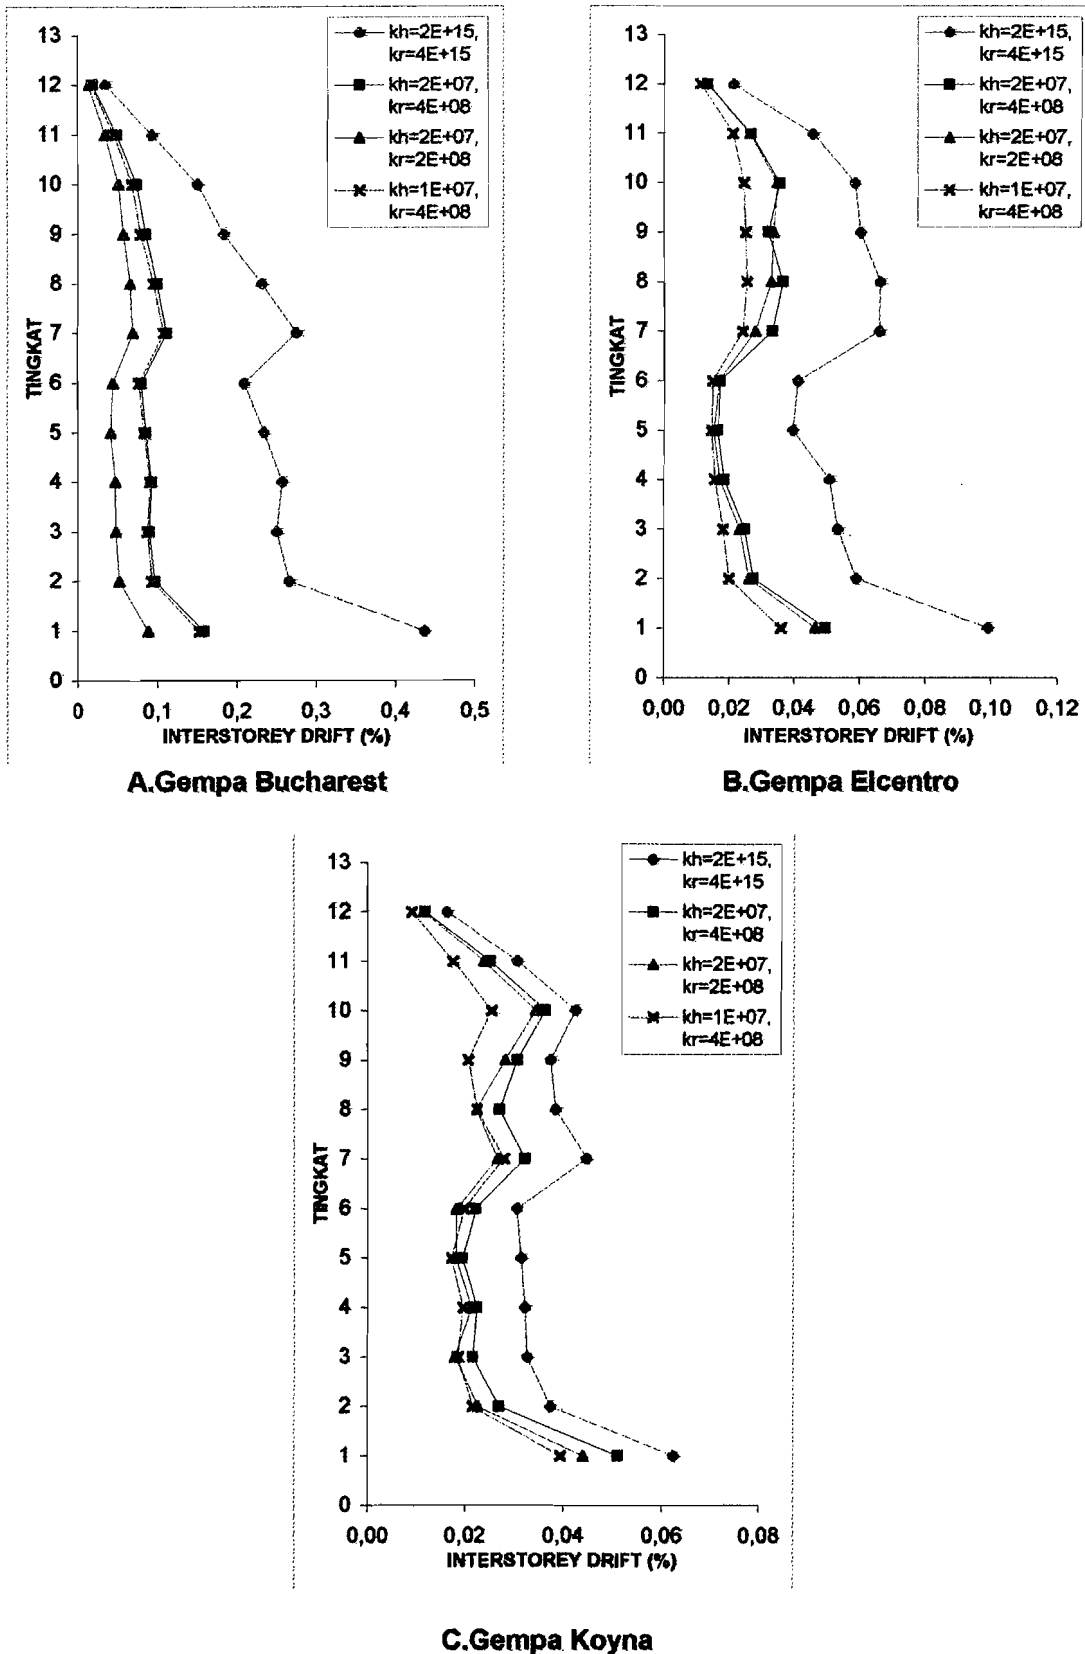 13
12
11
10
9
8
7
6
5
4
3
2
1
0
TINGKAT
0
0,1
0,2
0,3
0,4
0,5
INTERSTOREY DRIFT (%)
kh=2E+15,
kr=4E+15
kh=2E+07,
kr=4E+08
kh=2E+07,
kr=2E+08
kh=1E+07,
kr=4E+08
A.Gempa Bucharest
13
12
11
10
9
8
7
6
5
4
3
2
1
0
TINGKAT
0,00
0,02
0,04
0,06
0,08
0,10
0,12
INTERSTOREY DRIFT (%)
kh=2E+15,
kr=4E+15
kh=2E+07,
kr=4E+08
kh=2E+07,
kr=2E+08
kh=1E+07,
kr=4E+08
B.Gempa Elcentro
13
12
11
10
9
8
7
6
5
4
3
2
1
0
TINGKAT
0,00
0,02
0,04
0,06
0,08
INTERSTOREY DRIFT (%)
kh=2E+15,
kr=4E+15
kh=2E+07,
kr=4E+08
kh=2E+07,
kr=2E+08
kh=1E+07,
kr=4E+08
C.Gempa Koyna